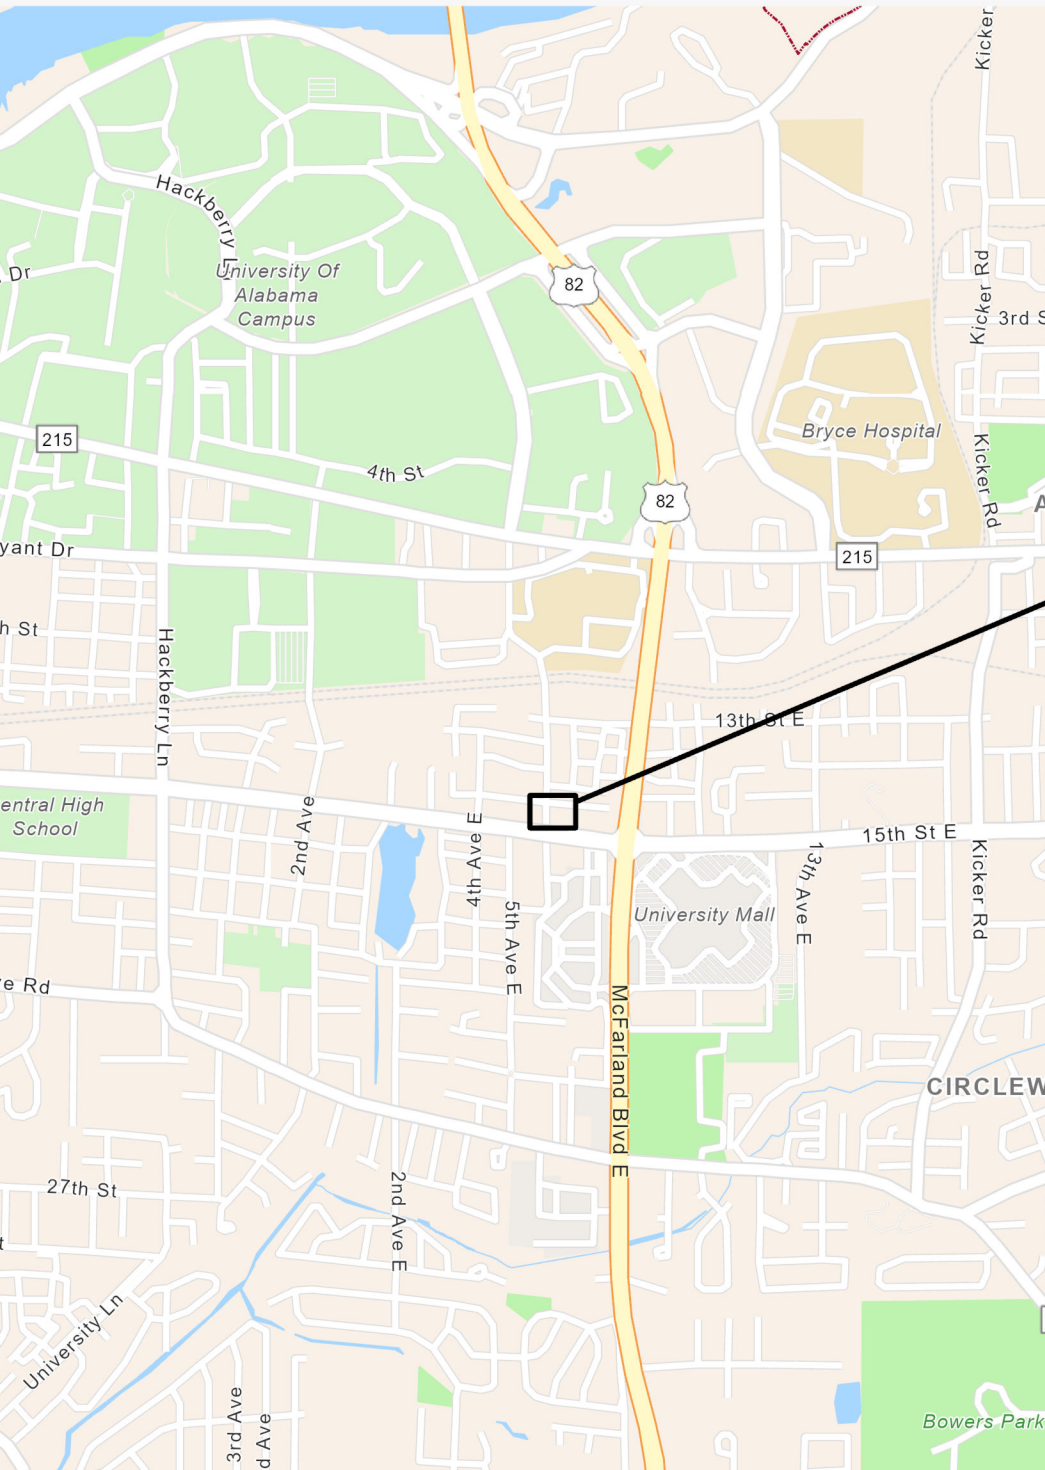 Kicker
Hackberry L
Dr
University Of
Alabama
Campus
82
Kicker Rd
3rd S
215
4th St
Bryce Hospital
Kicker Rd
A
82
yant Dr
215
h St
Hackberry Ln
13th St E
entral High
School
2nd Ave
4th Ave E
15th St E
13th Ave E
Kicker Rd
University Mall
5th Ave E
re Rd
McFarland Blvd E
CIRCLEW
27th St
2nd Ave E
t
University Ln
3rd Ave
d Ave
Bowers Park